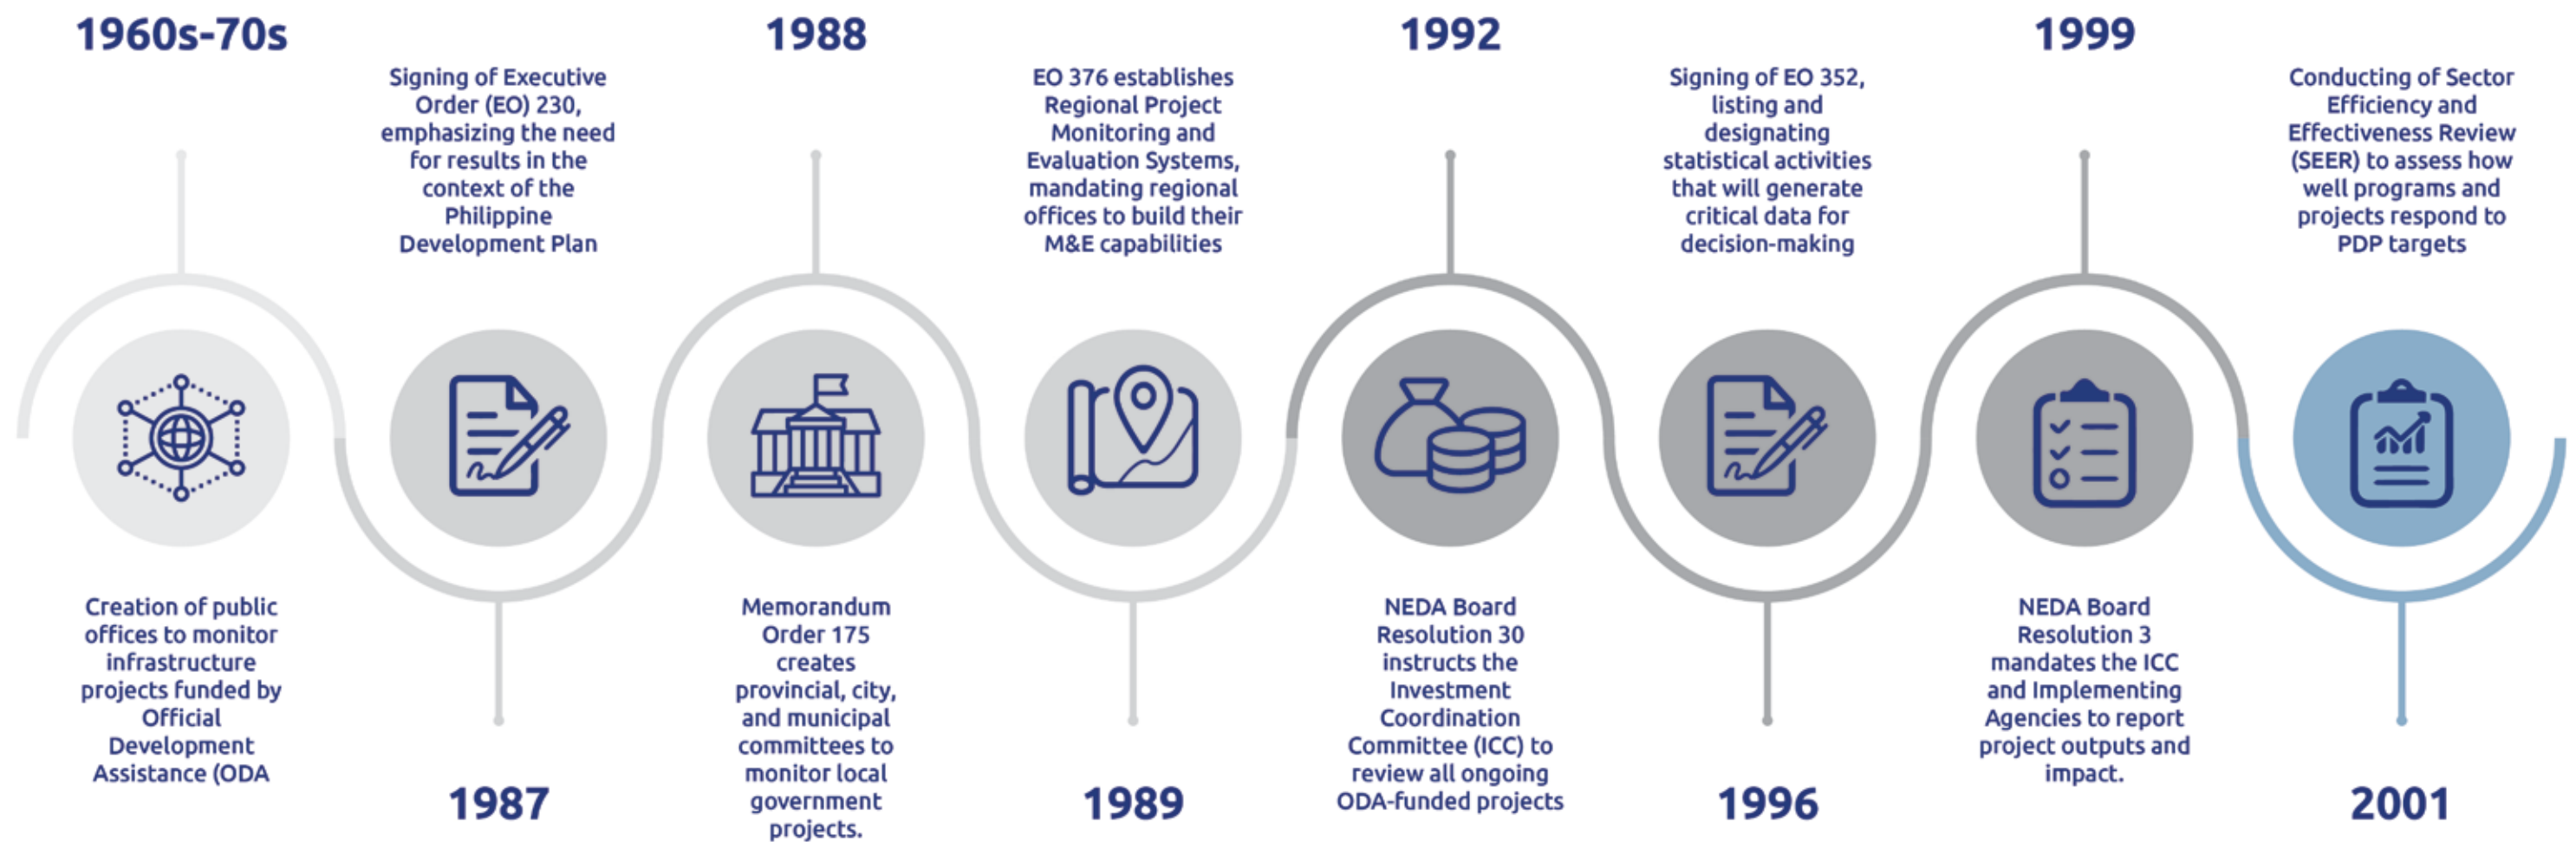 1960s-70s
Creation of public
offices to monitor
infrastructure
projects funded by
Official
Development
Assistance (ODA
Signing of Executive
Order (EO) 230,
emphasizing the need
for results in the
context of the
Philippine
Development Plan
1987
1988
Memorandum
Order 175
creates
provincial, city,
and municipal
committees to
monitor local
government
projects.
EO 376 establishes
Regional Project
Monitoring and
Evaluation Systems,
mandating regional
offices to build their
M&E capabilities
1989
1992
NEDA Board
Resolution 30
instructs the
Investment
Coordination
Committee (ICC) to
review all ongoing
ODA-funded projects
Signing of EO 352,
listing and
designating
statistical activities
that will generate
critical data for
decision-making
1996
1999
NEDA Board
Resolution 3
mandates the ICC
and Implementing
Agencies to report
project outputs and
impact.
Conducting of Sector
Efficiency and
Effectiveness Review
(SEER) to assess how
well programs and
projects respond to
PDP targets
2001